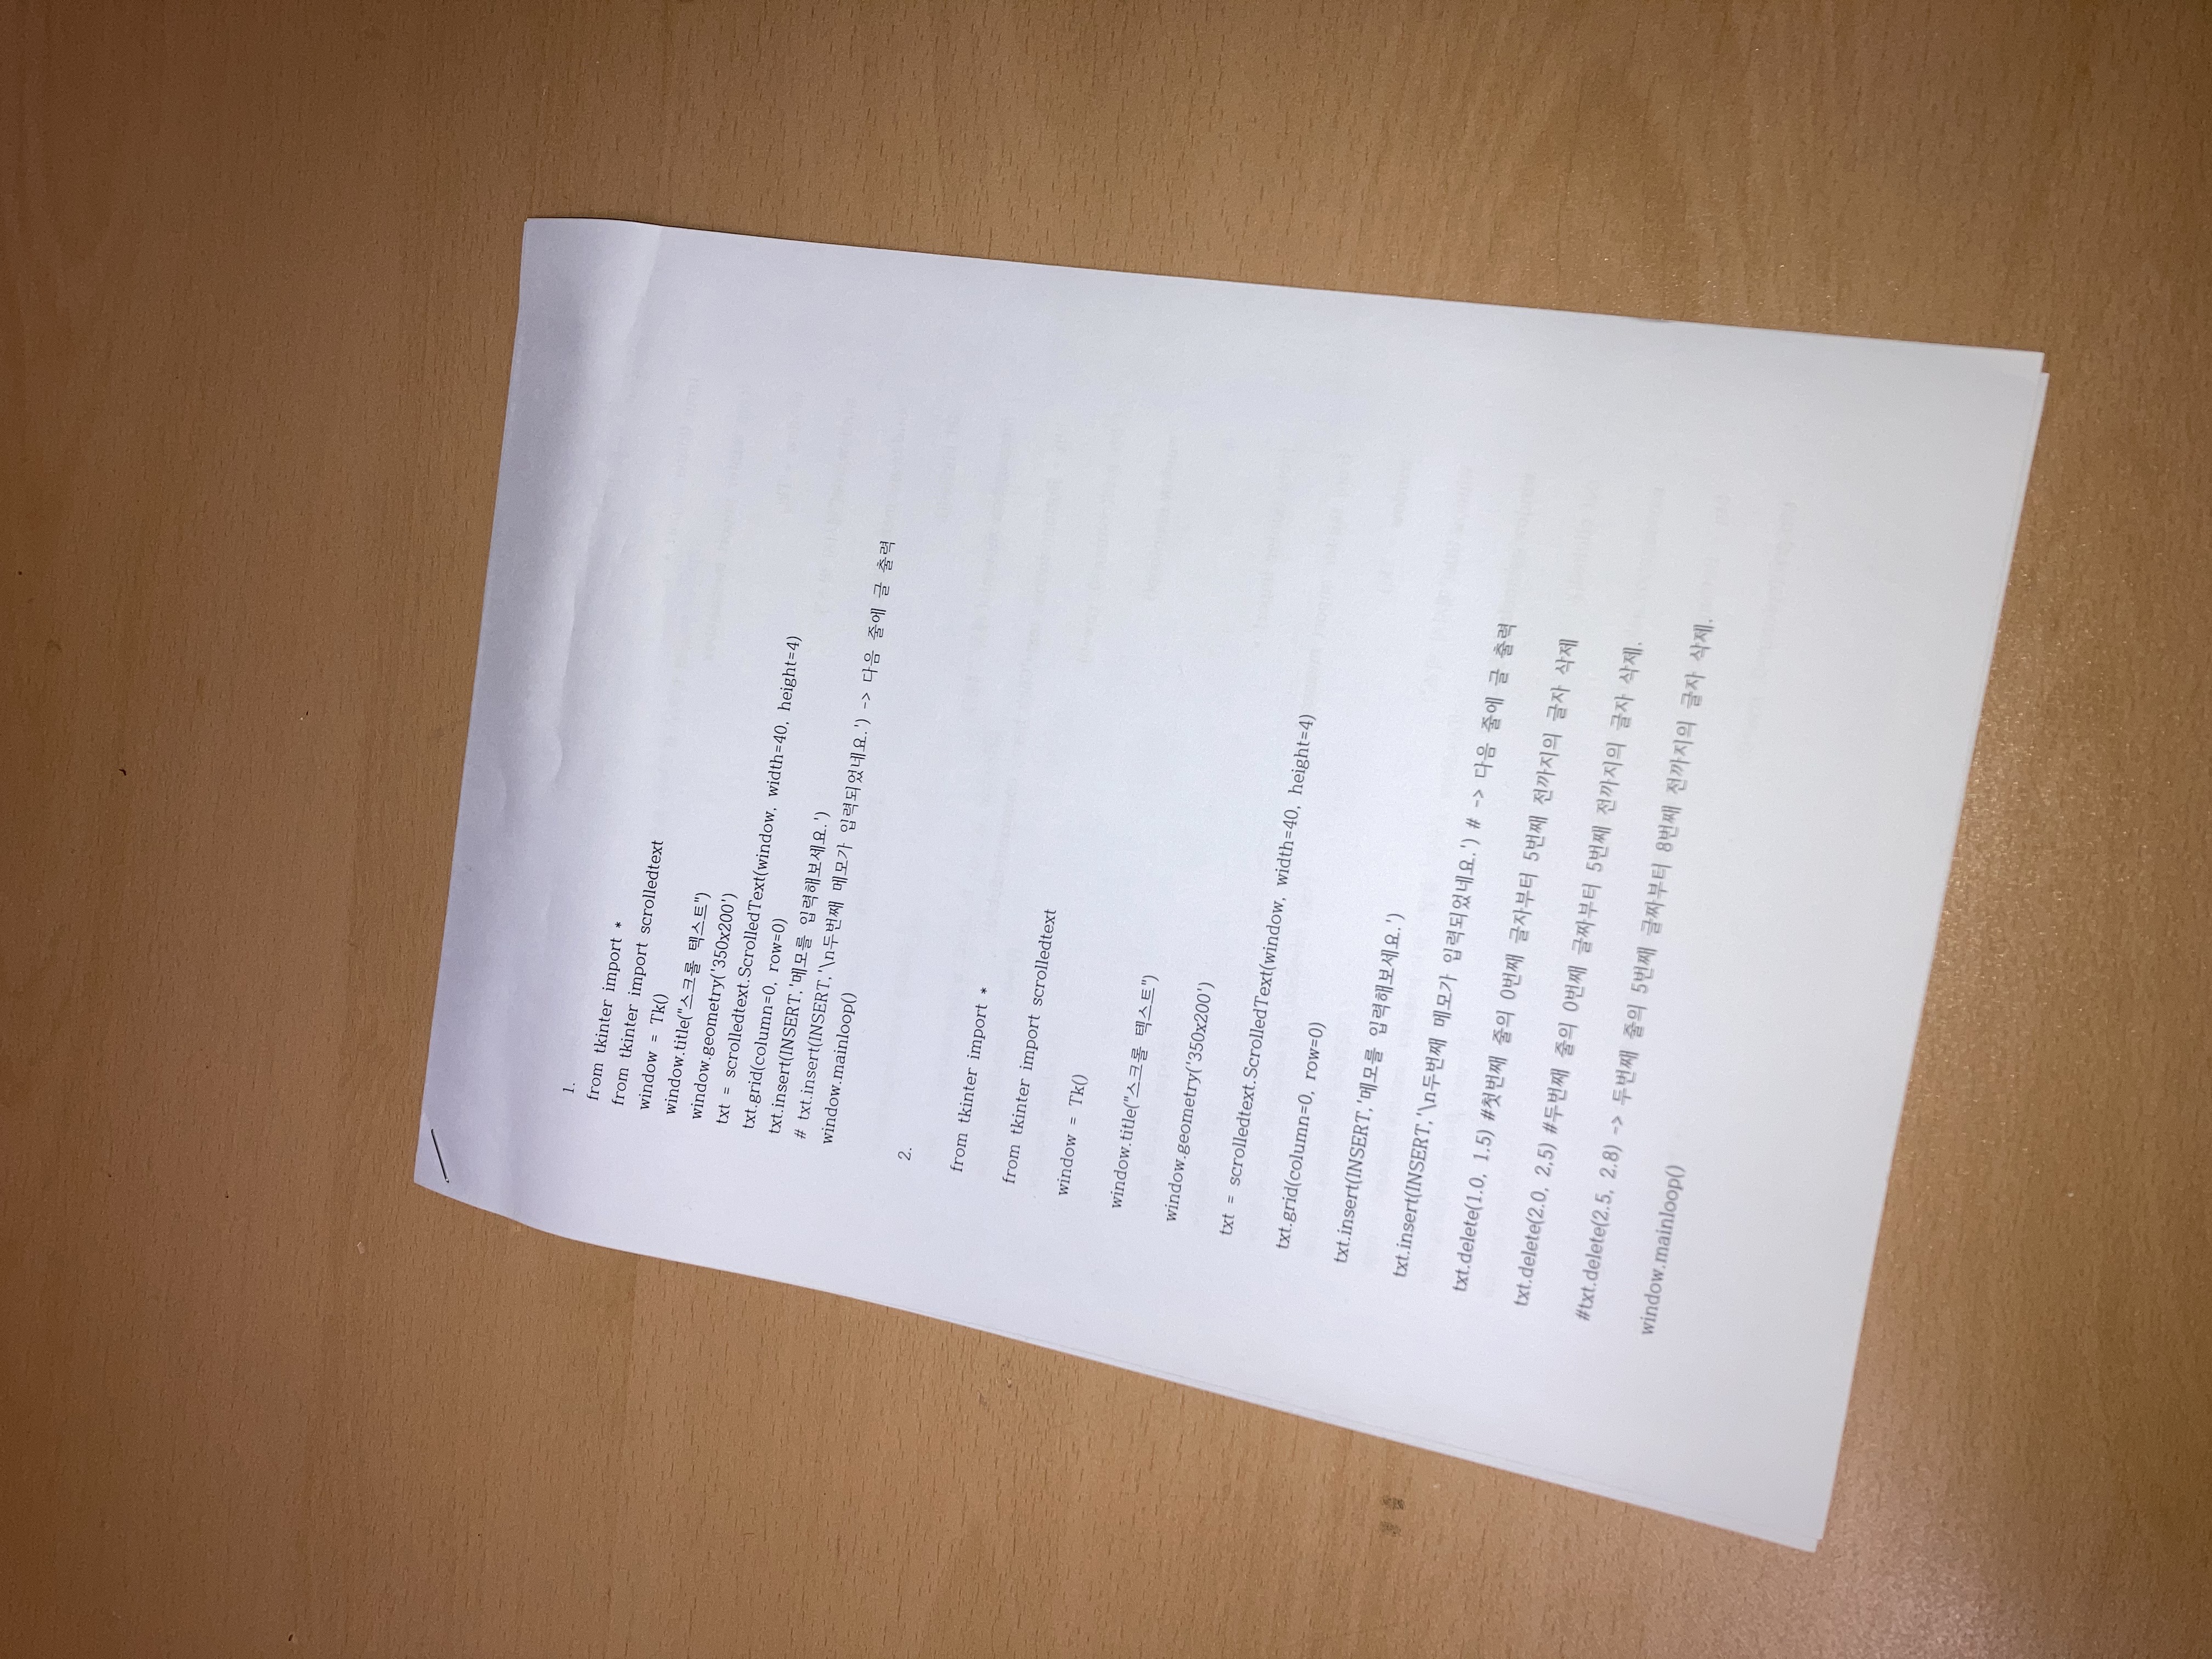 1.
from tkinter import *
from tkinter import scrolledtext
window = Tk()
window.title("스크롤 텍스트")
window.geometry('350x200')
txt = scrolledtext.ScrolledText(window, width=40, height=4)
txt.grid(column=0, row=0)
txt.insert(INSERT,'메모를 입력해보세요.')
# txt.insert(INSERT,'\n두번째 메모가 입력되었네요.') -> 다음 줄에 글 출력
window.mainloop()
2.
from tkinter import *
from tkinter import scrolledtext
window = Tk()
window.title("스크롤 텍스트")
window.geometry('350x200')
txt = scrolledtext.ScrolledText(window, width=40, height=4)
txt.grid(column=0, row=0)
txt.insert(INSERT,'메모를 입력해보세요.')
txt.insert(INSERT,'\n두번째 메모가 입력되었네요.') # -> 다음 줄에 글 출력
txt.delete(1.0, 1.5) #첫번째 줄의 0번째 글자부터 5번째 전까지의 글자 삭제
txt.delete(2.0, 2,5) #두번째 줄의 0번째 글짜부터 5번째 전까지의 글자 삭제.
#txt.delete(2.5, 2.8) -> 두번째 줄의 5번째 글짜부터 8번째 전까지의 글자 삭제.
window.mainloop()